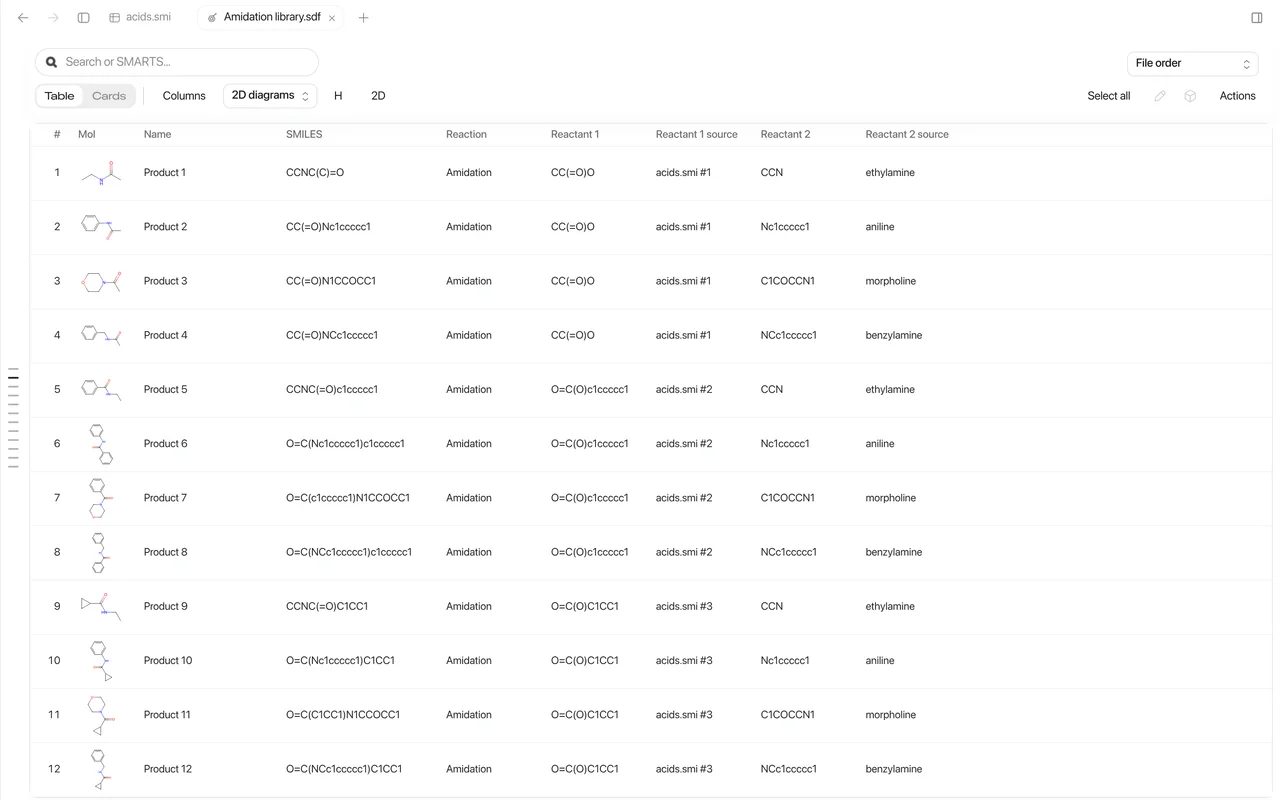 acids.smi Amidation library.sdf
Search or SMARTS...
File order
Table Cards Columns 2D diagrams H 2D Select all Actions
# Mol Name SMILES Reaction Reactant 1 Reactant 1 source Reactant 2 Reactant 2 source
1 Product 1 CCNC(C)=O Amidation CC(=O)O acids.smi #1 CCN ethylamine
2 Product 2 CC(=O)Nc1ccccc1 Amidation CC(=O)O acids.smi #1 Nc1ccccc1 aniline
3 Product 3 CC(=O)N1CCOCC1 Amidation CC(=O)O acids.smi #1 C1COCCN1 morpholine
4 Product 4 CC(=O)NCc1ccccc1 Amidation CC(=O)O acids.smi #1 NCc1ccccc1 benzylamine
5 Product 5 CCNC(=O)c1ccccc1 Amidation O=C(O)c1ccccc1 acids.smi #2 CCN ethylamine
6 Product 6 O=C(Nc1ccccc1)c1ccccc1 Amidation O=C(O)c1ccccc1 acids.smi #2 Nc1ccccc1 aniline
7 Product 7 O=C(c1ccccc1)N1CCOCC1 Amidation O=C(O)c1ccccc1 acids.smi #2 C1COCCN1 morpholine
8 Product 8 O=C(NCc1ccccc1)c1ccccc1 Amidation O=C(O)c1ccccc1 acids.smi #2 NCc1ccccc1 benzylamine
9 Product 9 CCNC(=O)C1CC1 Amidation O=C(O)C1CC1 acids.smi #3 CCN ethylamine
10 Product 10 O=C(Nc1ccccc1)C1CC1 Amidation O=C(O)C1CC1 acids.smi #3 Nc1ccccc1 aniline
11 Product 11 O=C(C1CC1)N1CCOCC1 Amidation O=C(O)C1CC1 acids.smi #3 C1COCCN1 morpholine
12 Product 12 O=C(NCc1ccccc1)C1CC1 Amidation O=C(O)C1CC1 acids.smi #3 NCc1ccccc1 benzylamine